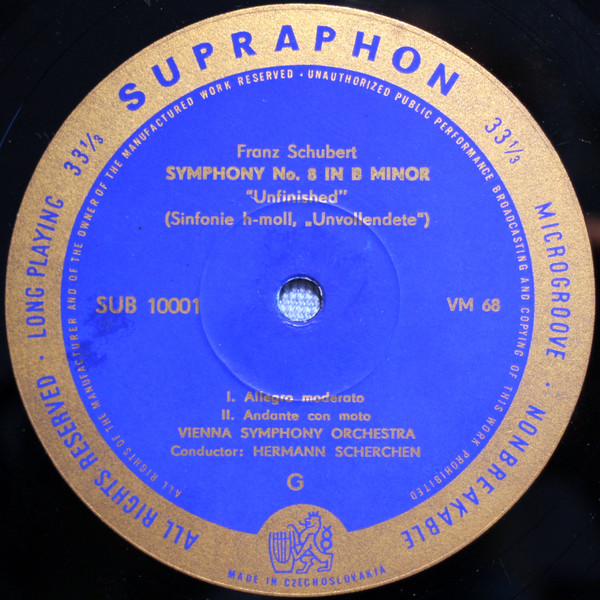 SUPRAPHON
33⅓
33⅓
LONG PLAYING · ALL RIGHTS RESERVED
MICROGROOVE · NONBREAKABLE
ALL RIGHTS OF THE MANUFACTURER AND OF THE OWNER OF THE MANUFACTURED WORK RESERVED · UNAUTHORIZED PUBLIC PERFORMANCE BROADCASTING AND COPYING OF THIS WORK PROHIBITED
Franz Schubert
SYMPHONY No. 8 IN B MINOR
"Unfinished"
(Sinfonie h-moll, „Unvollendete“)
SUB 10001
VM 68
I. Allegro moderato
II. Andante con moto
VIENNA SYMPHONY ORCHESTRA
Conductor: HERMANN SCHERCHEN
G
MADE IN CZECHOSLOVAKIA